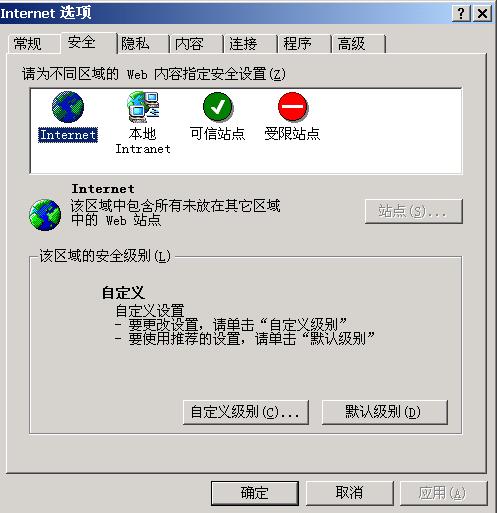 Internet 选项
常规 安全 隐私 内容 连接 程序 高级
请为不同区域的 Web 内容指定安全设置(Z)
Internet 本地 可信站点 受限站点
Intranet
Internet
该区域中包含所有未放在其它区域
中的 Web 站点
站点(S)...
该区域的安全级别(L)
自定义
自定义设置
- 要更改设置，请单击“自定义级别”
- 要使用推荐的设置，请单击“默认级别”
自定义级别(C)... 默认级别(D)
确定 取消 应用(A)